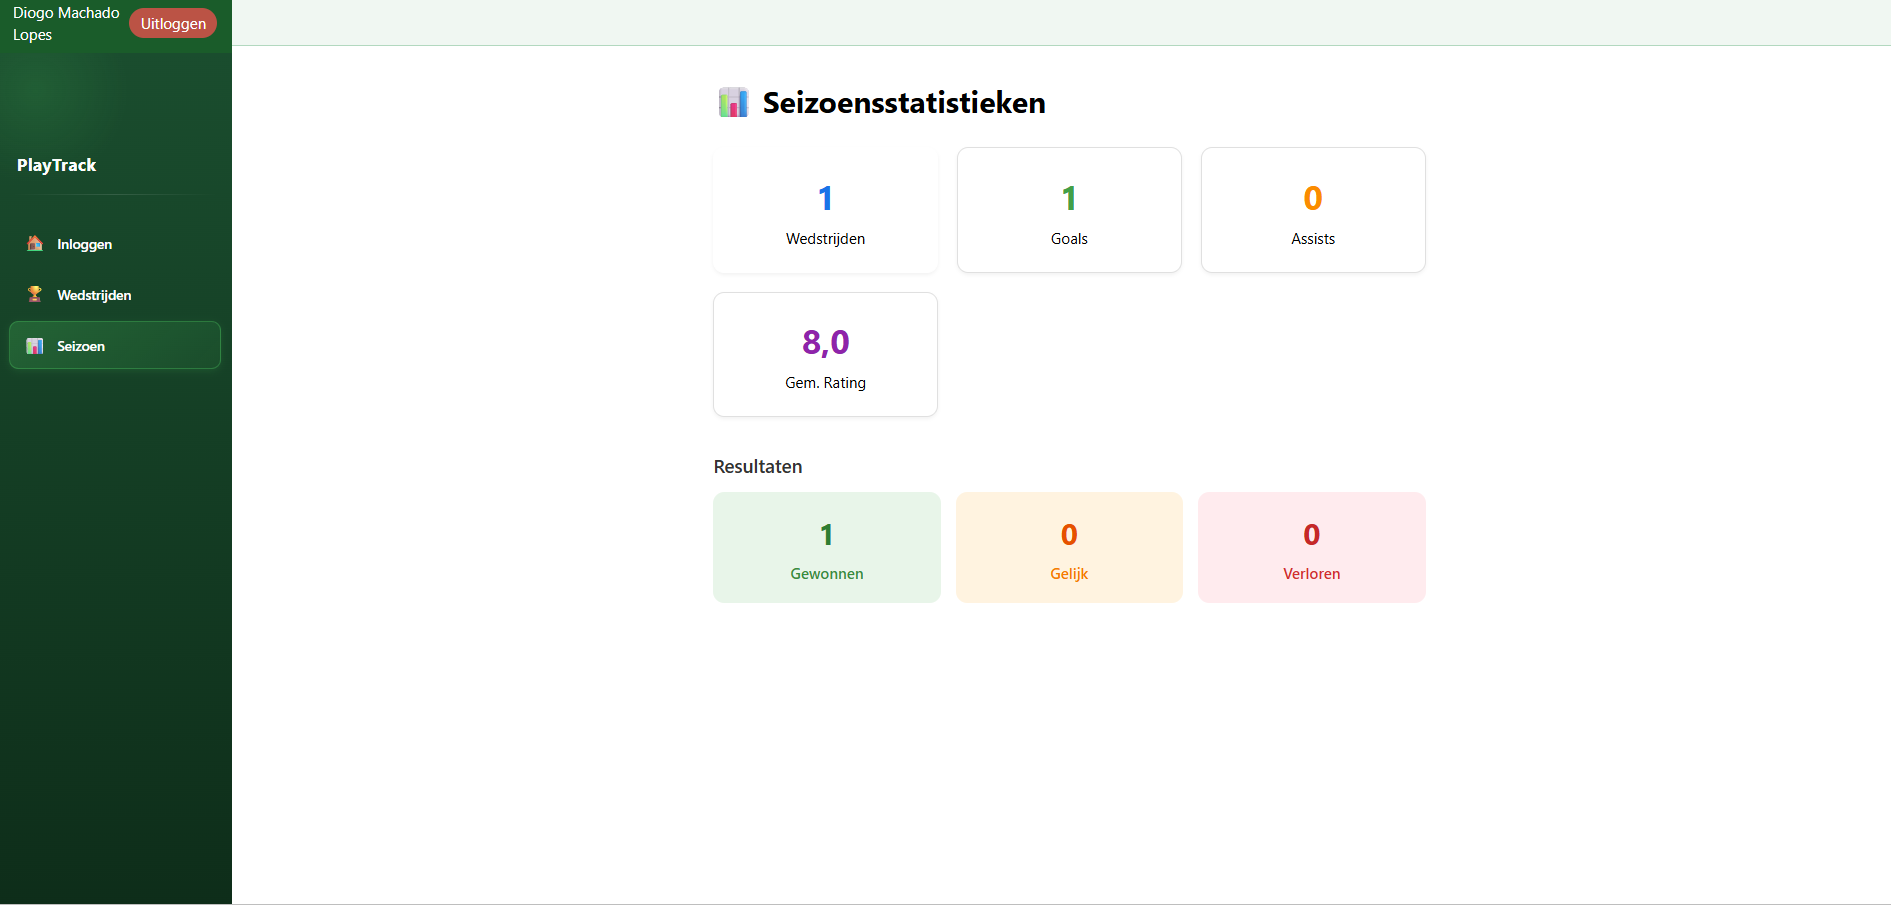 Diogo Machado
Lopes
Uitloggen
PlayTrack
Inloggen
Wedstrijden
Seizoen
Seizoensstatistieken
1
Wedstrijden
1
Goals
0
Assists
8,0
Gem. Rating
Resultaten
1
Gewonnen
0
Gelijk
0
Verloren